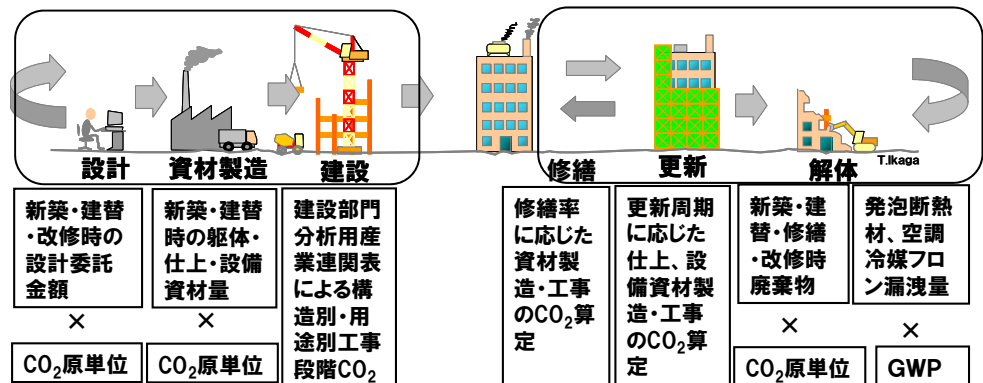 設計
資材製造
建設
修繕
更新
解体
T.Ikaga
新築・建替
・改修時の
設計委託
金額
×
CO₂原単位
新築・建替
時の躯体・
仕上・設備
資材量
×
CO₂原単位
建設部門
分析用産
業連関表
による構
造別・用
途別工事
段階CO₂
修繕率
に応じた
資材製
造・工事
のCO₂算
定
更新周期
に応じた
仕上、設
備資材製
造・工事
のCO₂算
定
新築・建
替・修繕
・改修時
廃棄物
×
CO₂原単位
発泡断熱
材、空調
冷媒フロ
ン漏洩量
×
GWP